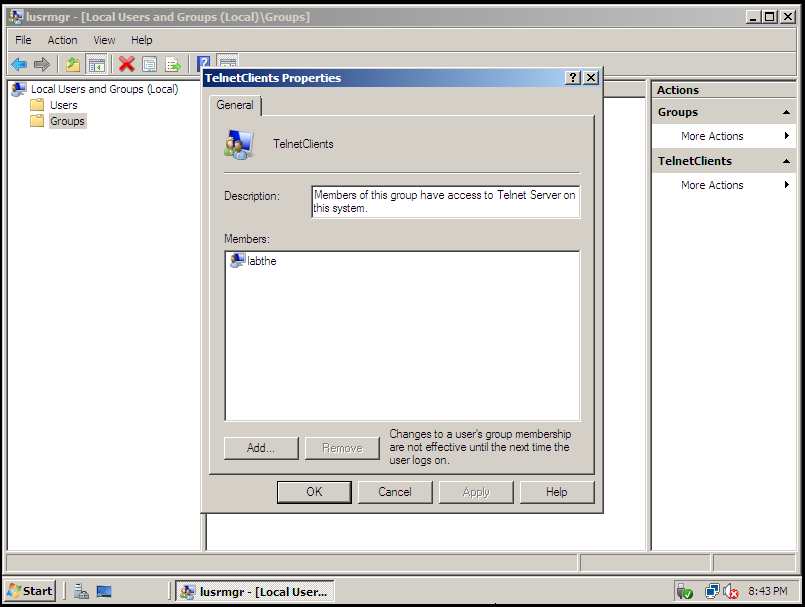 lusrmgr - [Local Users and Groups (Local)\Groups]
File Action View Help
?
Local Users and Groups (Local)
Users
Groups
TelnetClients Properties
?
General
TelnetClients
Description:
Members of this group have access to Telnet Server on
this system.
Members:
labthe
Add...
Remove
Changes to a user's group membership
are not effective until the next time the
user logs on.
OK
Cancel
Apply
Help
Actions
Groups
More Actions
TelnetClients
More Actions
Start
lusrmgr - [Local User...
8:43 PM